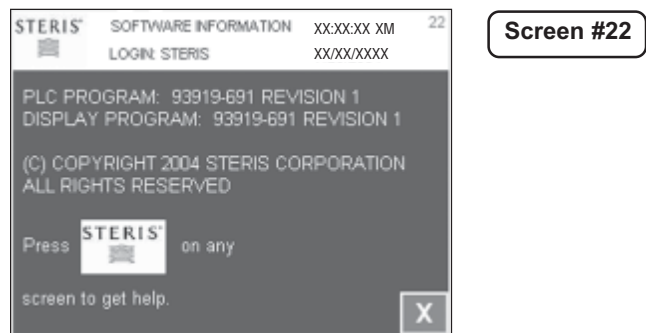 STERIS®
SOFTWARE INFORMATION XX:XX:XX XM 22
LOGIN: STERIS XX/XX/XXXX
PLC PROGRAM: 93919-691 REVISION 1
DISPLAY PROGRAM: 93919-691 REVISION 1
(C) COPYRIGHT 2004 STERIS CORPORATION
ALL RIGHTS RESERVED
Press STERIS® on any
screen to get help.
X
Screen #22